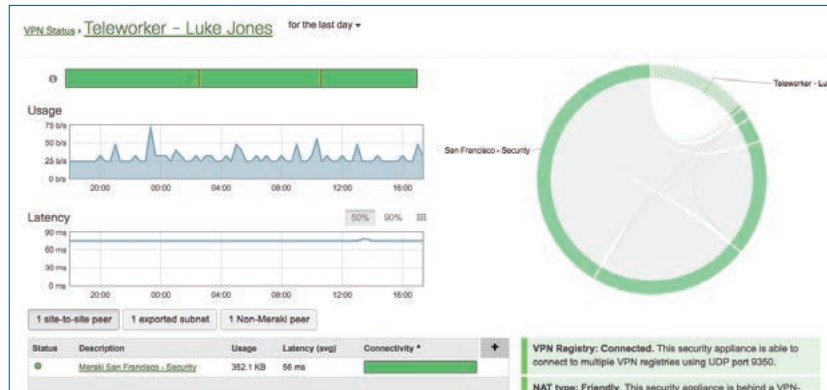 VPN Status › Teleworker - Luke Jones for the last day
Usage
75 b/s
50 b/s
25 b/s
0 b/s
20:00 00:00 04:00 08:00 12:00 16:00
Latency 50% 90%
90 ms
60 ms
30 ms
0 ms
20:00 00:00 04:00 08:00 12:00 16:00
1 site-to-site peer 1 exported subnet 1 Non-Meraki peer
Status Description Usage Latency (avg) Connectivity +
Meraki San Francisco - Security 352.1 KB 56 ms
Teleworker - Lu
San Francisco - Security
VPN Registry: Connected. This security appliance is able to
connect to multiple VPN registries using UDP port 9350.
NAT type: Friendly. This security appliance is behind a VPN-